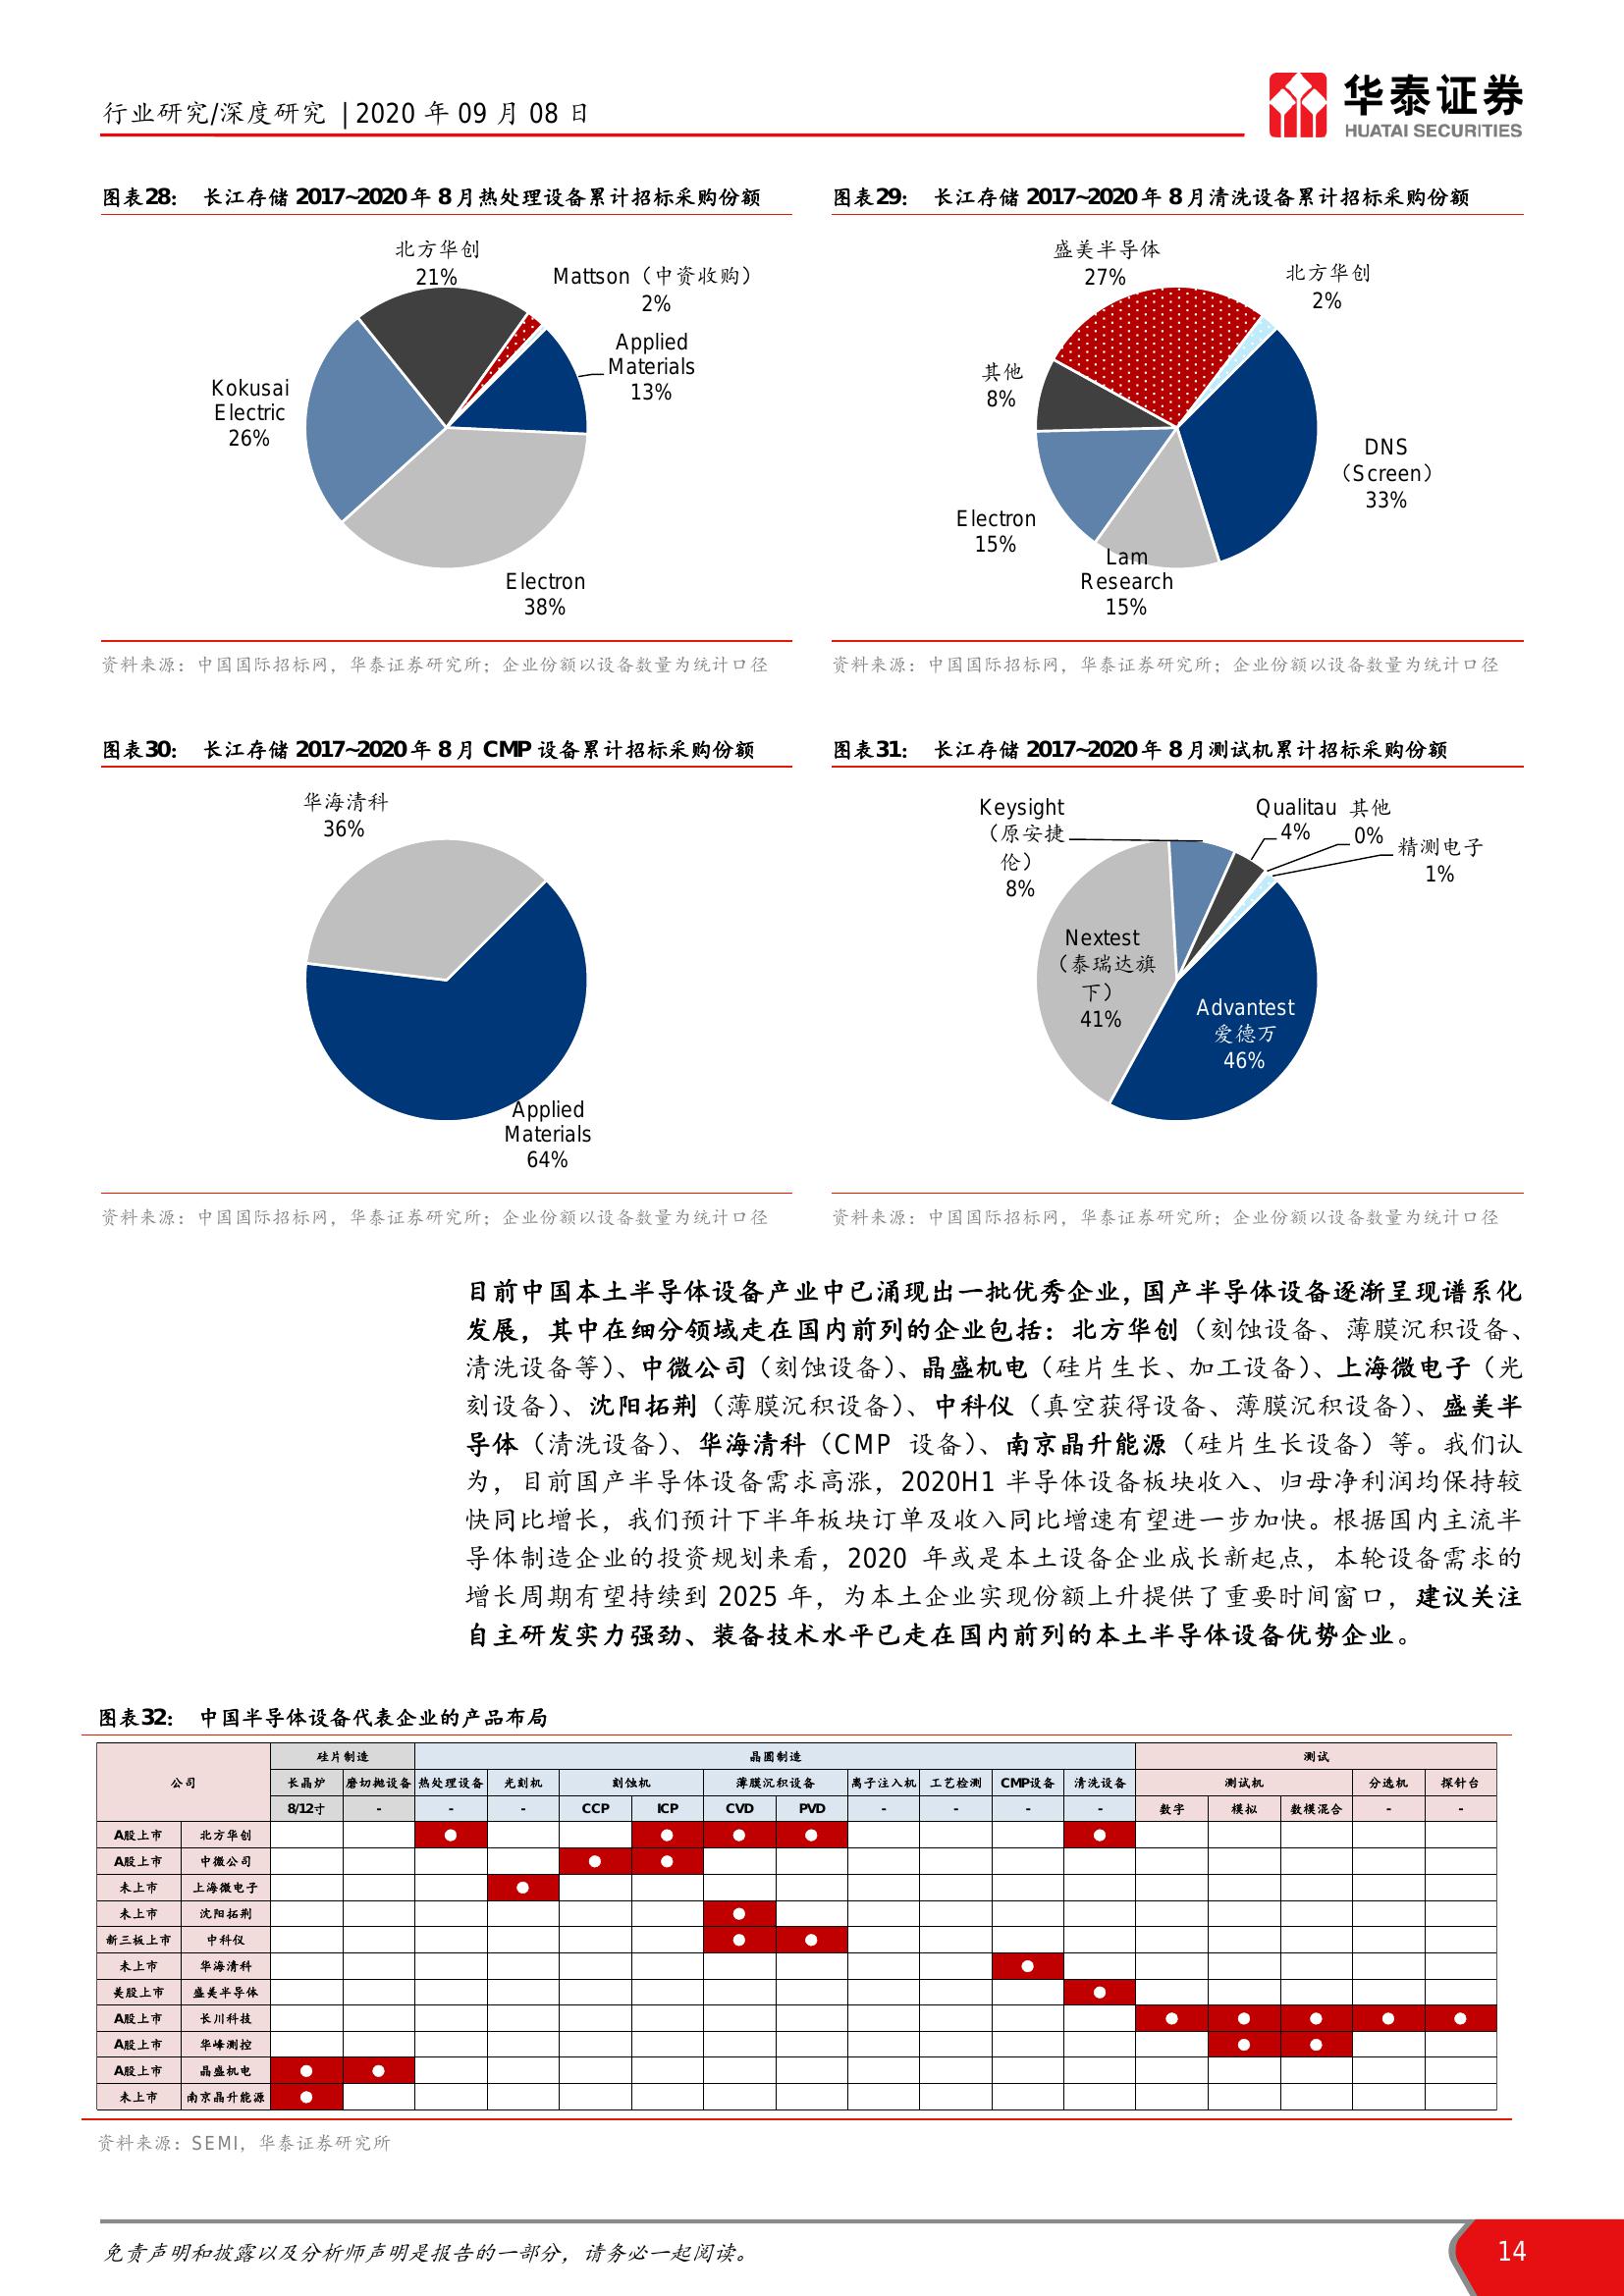 行业研究/深度研究 | 2020 年 09 月 08 日
华泰证券
HUATAI SECURITIES
图表28： 长江存储 2017~2020 年 8 月热处理设备累计招标采购份额
北方华创
21%
Mattson（中资收购）
2%
Applied
Materials
13%
Kokusai
Electric
26%
Electron
38%
资料来源：中国国际招标网，华泰证券研究所；企业份额以设备数量为统计口径
图表29： 长江存储 2017~2020 年 8 月清洗设备累计招标采购份额
盛美半导体
27%
北方华创
2%
其他
8%
DNS
（Screen）
33%
Electron
15%
Lam
Research
15%
资料来源：中国国际招标网，华泰证券研究所；企业份额以设备数量为统计口径
图表30： 长江存储 2017~2020 年 8 月 CMP 设备累计招标采购份额
华海清科
36%
Applied
Materials
64%
资料来源：中国国际招标网，华泰证券研究所；企业份额以设备数量为统计口径
图表31： 长江存储 2017~2020 年 8 月测试机累计招标采购份额
Keysight
（原安捷
伦）
8%
Qualitau
4%
其他
0%
精测电子
1%
Nextest
（泰瑞达旗
下）
41%
Advantest
爱德万
46%
资料来源：中国国际招标网，华泰证券研究所；企业份额以设备数量为统计口径
目前中国本土半导体设备产业中已涌现出一批优秀企业，国产半导体设备逐渐呈现谱系化
发展，其中在细分领域走在国内前列的企业包括：北方华创（刻蚀设备、薄膜沉积设备、
清洗设备等）、中微公司（刻蚀设备）、晶盛机电（硅片生长、加工设备）、上海微电子（光
刻设备）、沈阳拓荆（薄膜沉积设备）、中科仪（真空获得设备、薄膜沉积设备）、盛美半
导体（清洗设备）、华海清科（CMP 设备）、南京晶升能源（硅片生长设备）等。我们认
为，目前国产半导体设备需求高涨，2020H1 半导体设备板块收入、归母净利润均保持较
快同比增长，我们预计下半年板块订单及收入同比增速有望进一步加快。根据国内主流半
导体制造企业的投资规划来看，2020 年或是本土设备企业成长新起点，本轮设备需求的
增长周期有望持续到 2025 年，为本土企业实现份额上升提供了重要时间窗口，建议关注
自主研发实力强劲、装备技术水平已走在国内前列的本土半导体设备优势企业。
图表32： 中国半导体设备代表企业的产品布局
公司 硅片制造 晶圆制造 测试
长晶炉 磨切抛设备 热处理设备 光刻机 刻蚀机 薄膜沉积设备 离子注入机 工艺检测 CMP设备 清洗设备 测试机 分选机 探针台
8/12寸 - - - CCP ICP CVD PVD - - - - 数字 模拟 数模混合 - -
A股上市 北方华创 ● ● ● ● ●
A股上市 中微公司 ● ●
未上市 上海微电子 ●
未上市 沈阳拓荆 ●
新三板上市 中科仪 ● ●
未上市 华海清科 ●
美股上市 盛美半导体 ●
A股上市 长川科技 ● ● ● ● ●
A股上市 华峰测控 ● ●
A股上市 晶盛机电 ● ●
未上市 南京晶升能源 ●
资料来源：SEMI，华泰证券研究所
免责声明和披露以及分析师声明是报告的一部分，请务必一起阅读。
14